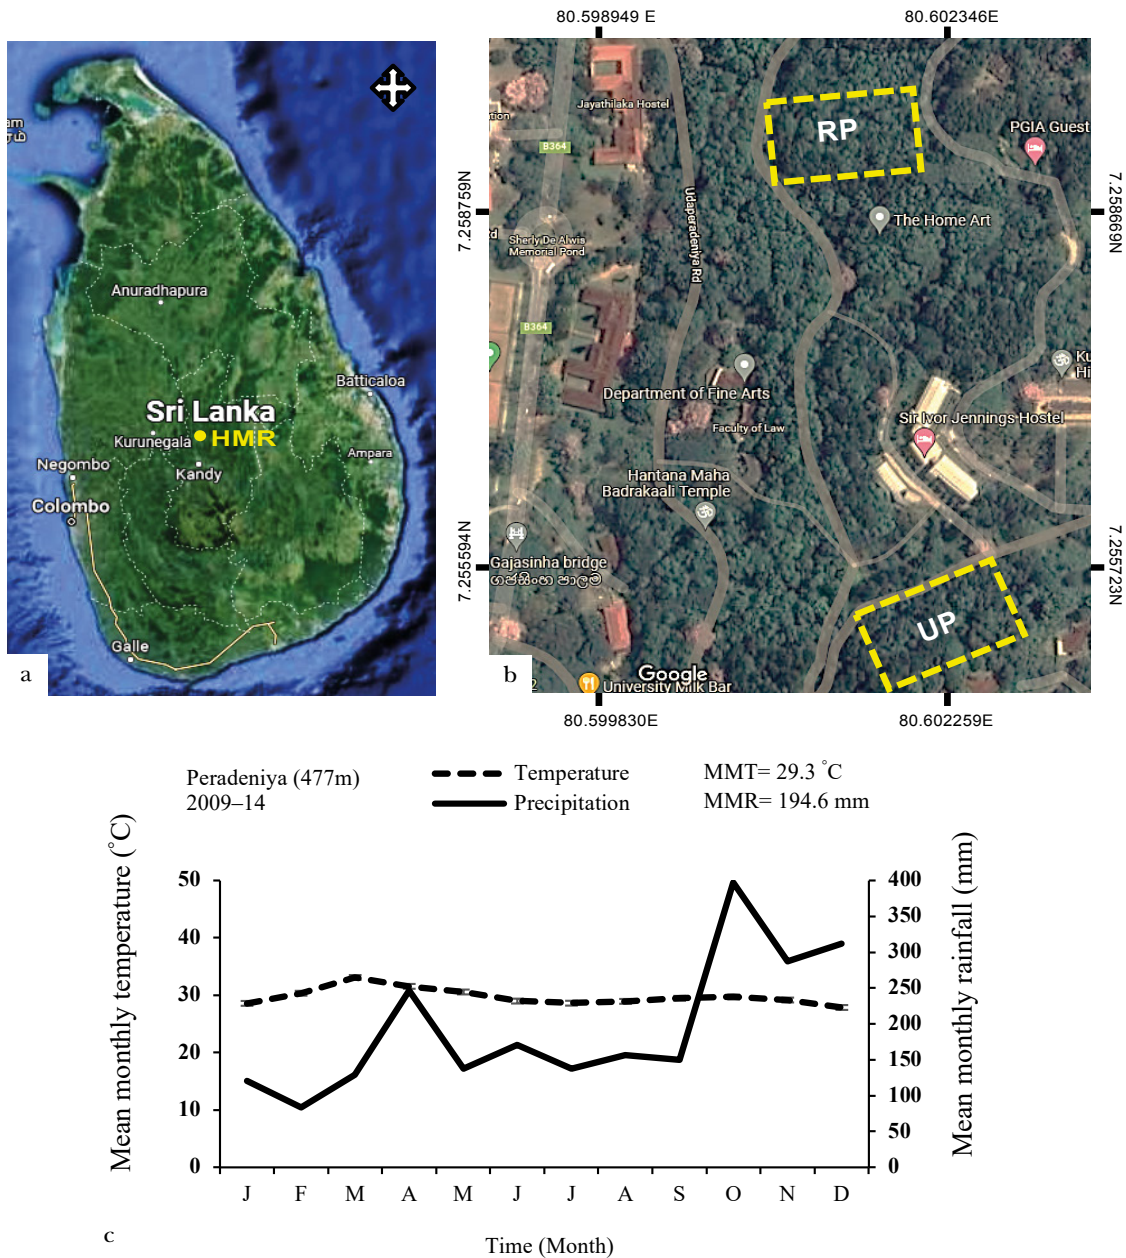 80.598949 E
80.602346E
Anuradhapura
Batticaloa
Sri Lanka
HMR
Kurunegala
Kandy
Ampara
Negombo
Colombo
Galle
a
7.258759N
7.255594N
Jayathilaka Hostel
B364
RP
PGIA Guest
The Home Art
Udaperadeniya Rd
Sherly De Alwis
Memorial Pond
B364
Department of Fine Arts
Faculty of Law
Sir Ivor Jennings Hostel
Hantana Maha
Badrakaali Temple
Gajasinha bridge
ගජසිංහ පාලම
UP
Google
University Milk Bar
b
7.258669N
7.255723N
80.599830 E
80.602259E
Peradeniya (477m)
2009–14
Temperature
Precipitation
MMT= 29.3 °C
MMR= 194.6 mm
Mean monthly temperature (°C)
50
40
30
20
10
0
400
350
300
250
200
150
100
50
0
Mean monthly rainfall (mm)
J F M A M J J A S O N D
Time (Month)
c